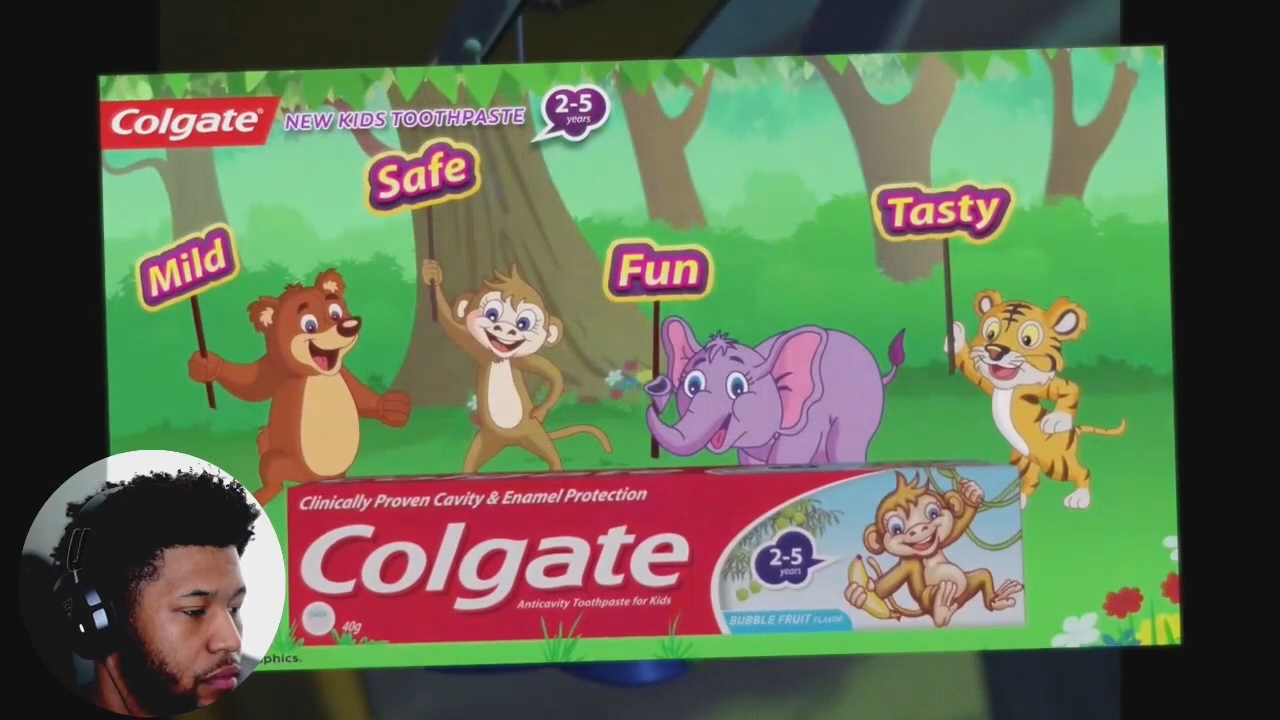 Colgate®
NEW KIDS TOOTHPASTE
2-5
years
Safe
Tasty
Mild
Fun
Clinically Proven Cavity & Enamel Protection
Colgate
Anticavity Toothpaste for Kids
40g
2-5
years
BUBBLE FRUIT FLAVOR